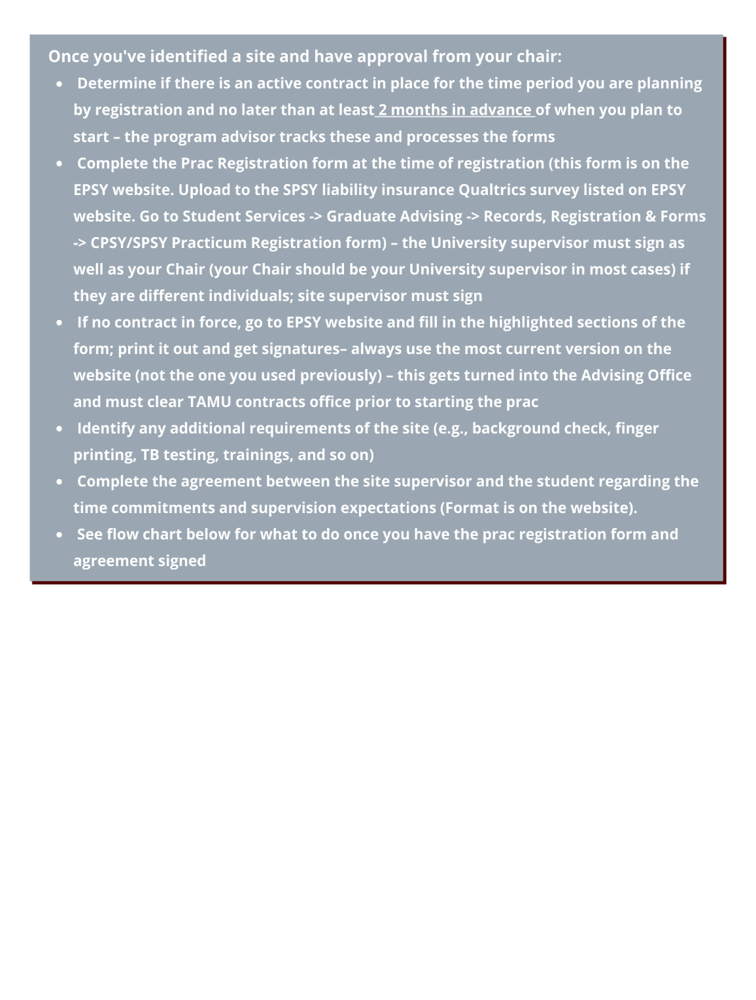 Once you've identified a site and have approval from your chair:
• Determine if there is an active contract in place for the time period you are planning
by registration and no later than at least 2 months in advance of when you plan to
start – the program advisor tracks these and processes the forms
• Complete the Prac Registration form at the time of registration (this form is on the
EPSY website. Upload to the SPSY liability insurance Qualtrics survey listed on EPSY
website. Go to Student Services -> Graduate Advising -> Records, Registration & Forms
-> CPSY/SPSY Practicum Registration form) – the University supervisor must sign as
well as your Chair (your Chair should be your University supervisor in most cases) if
they are different individuals; site supervisor must sign
• If no contract in force, go to EPSY website and fill in the highlighted sections of the
form; print it out and get signatures– always use the most current version on the
website (not the one you used previously) – this gets turned into the Advising Office
and must clear TAMU contracts office prior to starting the prac
• Identify any additional requirements of the site (e.g., background check, finger
printing, TB testing, trainings, and so on)
• Complete the agreement between the site supervisor and the student regarding the
time commitments and supervision expectations (Format is on the website).
• See flow chart below for what to do once you have the prac registration form and
agreement signed